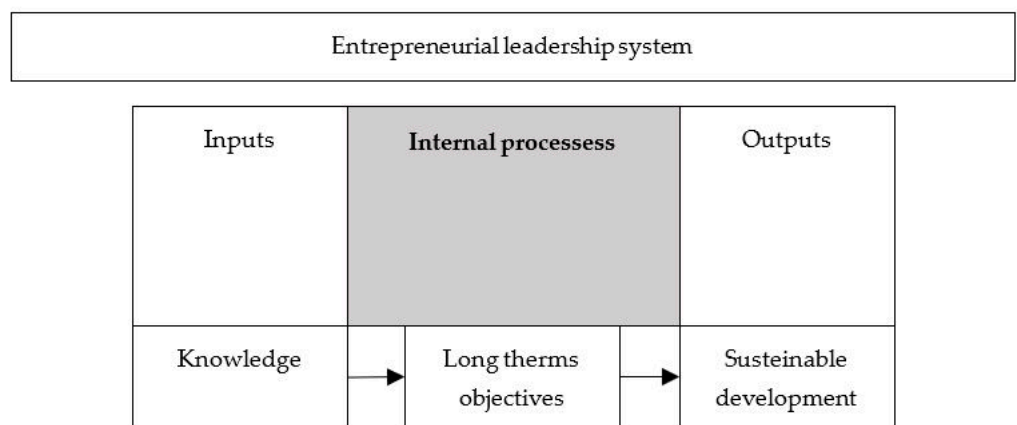 Entrepreneurial leadership system
Inputs
Internal processess
Outputs
Knowledge
Long therms
objectives
Susteinable
development